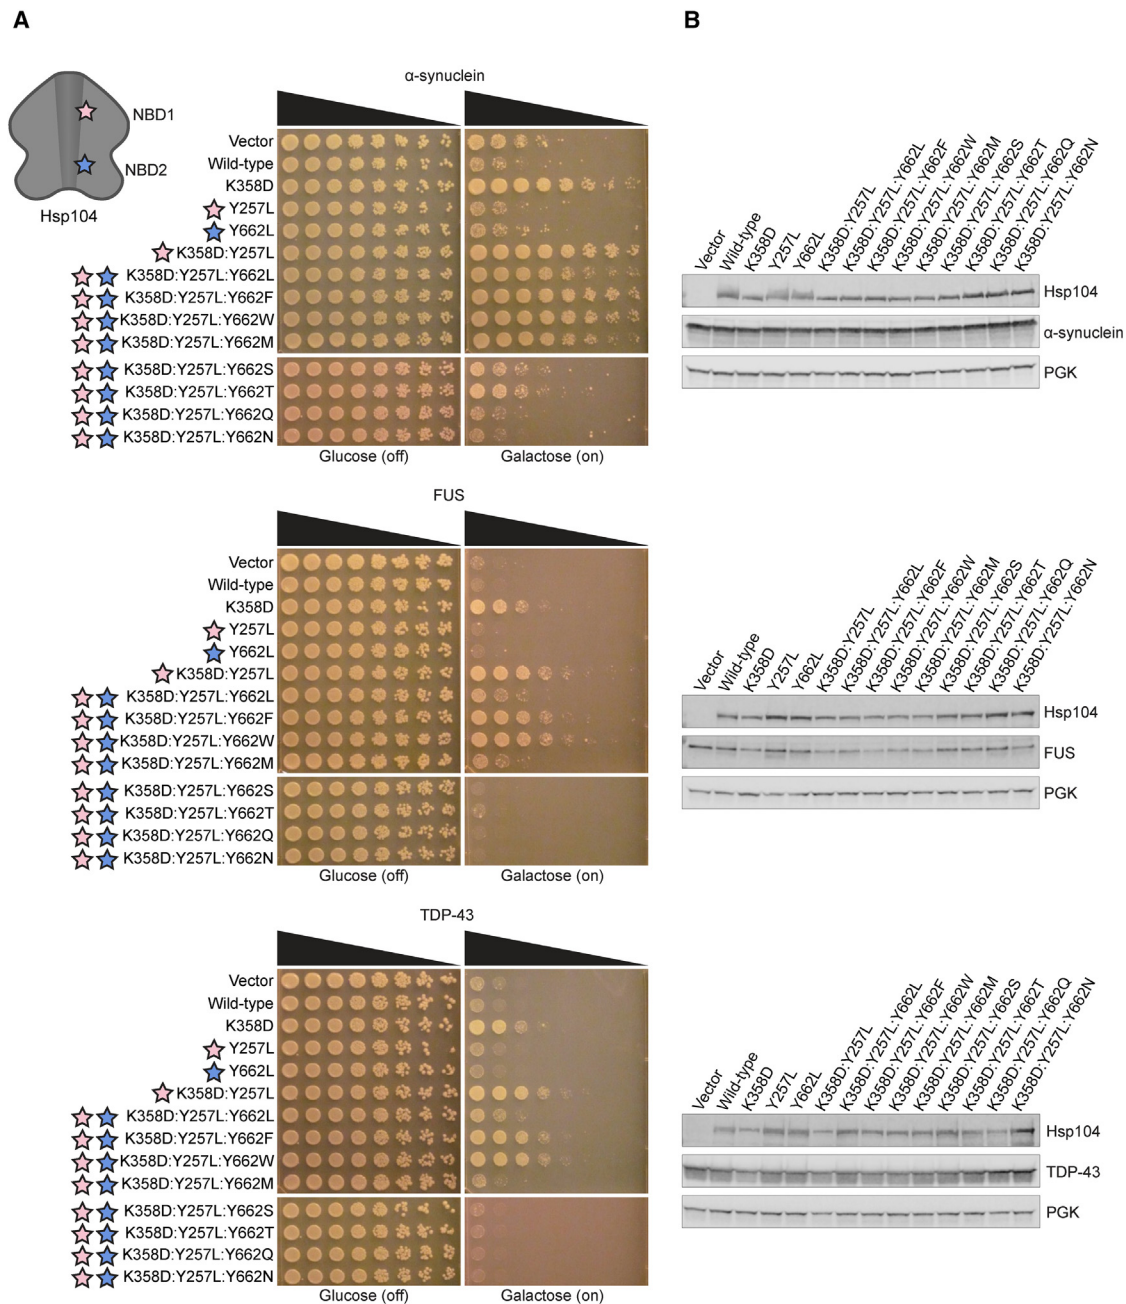 A
B
NBD1
NBD2
Hsp104
α-synuclein
Vector
Wild-type
K358D
Y257L
Y662L
K358D:Y257L
K358D:Y257L:Y662L
K358D:Y257L:Y662F
K358D:Y257L:Y662W
K358D:Y257L:Y662M
K358D:Y257L:Y662S
K358D:Y257L:Y662T
K358D:Y257L:Y662Q
K358D:Y257L:Y662N
Glucose (off)
Galactose (on)
Vector
Wild-type
K358D
Y257L
Y662L
K358D:Y257L
K358D:Y257L:Y662L
K358D:Y257L:Y662F
K358D:Y257L:Y662W
K358D:Y257L:Y662M
K358D:Y257L:Y662S
K358D:Y257L:Y662T
K358D:Y257L:Y662Q
K358D:Y257L:Y662N
Hsp104
α-synuclein
PGK
FUS
Vector
Wild-type
K358D
Y257L
Y662L
K358D:Y257L
K358D:Y257L:Y662L
K358D:Y257L:Y662F
K358D:Y257L:Y662W
K358D:Y257L:Y662M
K358D:Y257L:Y662S
K358D:Y257L:Y662T
K358D:Y257L:Y662Q
K358D:Y257L:Y662N
Glucose (off)
Galactose (on)
Vector
Wild-type
K358D
Y257L
Y662L
K358D:Y257L
K358D:Y257L:Y662L
K358D:Y257L:Y662F
K358D:Y257L:Y662W
K358D:Y257L:Y662M
K358D:Y257L:Y662S
K358D:Y257L:Y662T
K358D:Y257L:Y662Q
K358D:Y257L:Y662N
Hsp104
FUS
PGK
TDP-43
Vector
Wild-type
K358D
Y257L
Y662L
K358D:Y257L
K358D:Y257L:Y662L
K358D:Y257L:Y662F
K358D:Y257L:Y662W
K358D:Y257L:Y662M
K358D:Y257L:Y662S
K358D:Y257L:Y662T
K358D:Y257L:Y662Q
K358D:Y257L:Y662N
Glucose (off)
Galactose (on)
Vector
Wild-type
K358D
Y257L
Y662L
K358D:Y257L
K358D:Y257L:Y662L
K358D:Y257L:Y662F
K358D:Y257L:Y662W
K358D:Y257L:Y662M
K358D:Y257L:Y662S
K358D:Y257L:Y662T
K358D:Y257L:Y662Q
K358D:Y257L:Y662N
Hsp104
TDP-43
PGK